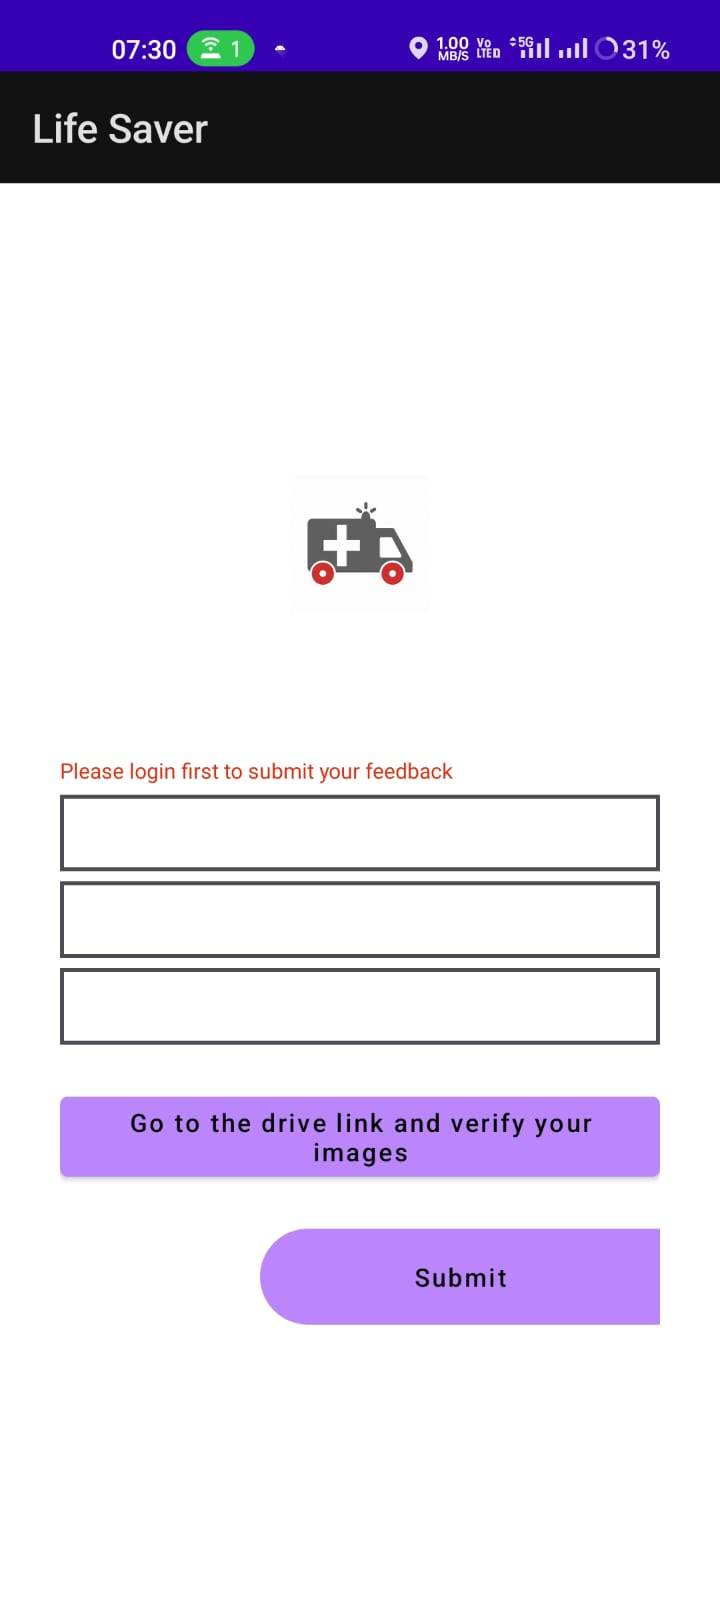 07:30 1 1.00 MB/S Vo LTED 5G 31%
Life Saver
Please login first to submit your feedback
Go to the drive link and verify your
images
Submit